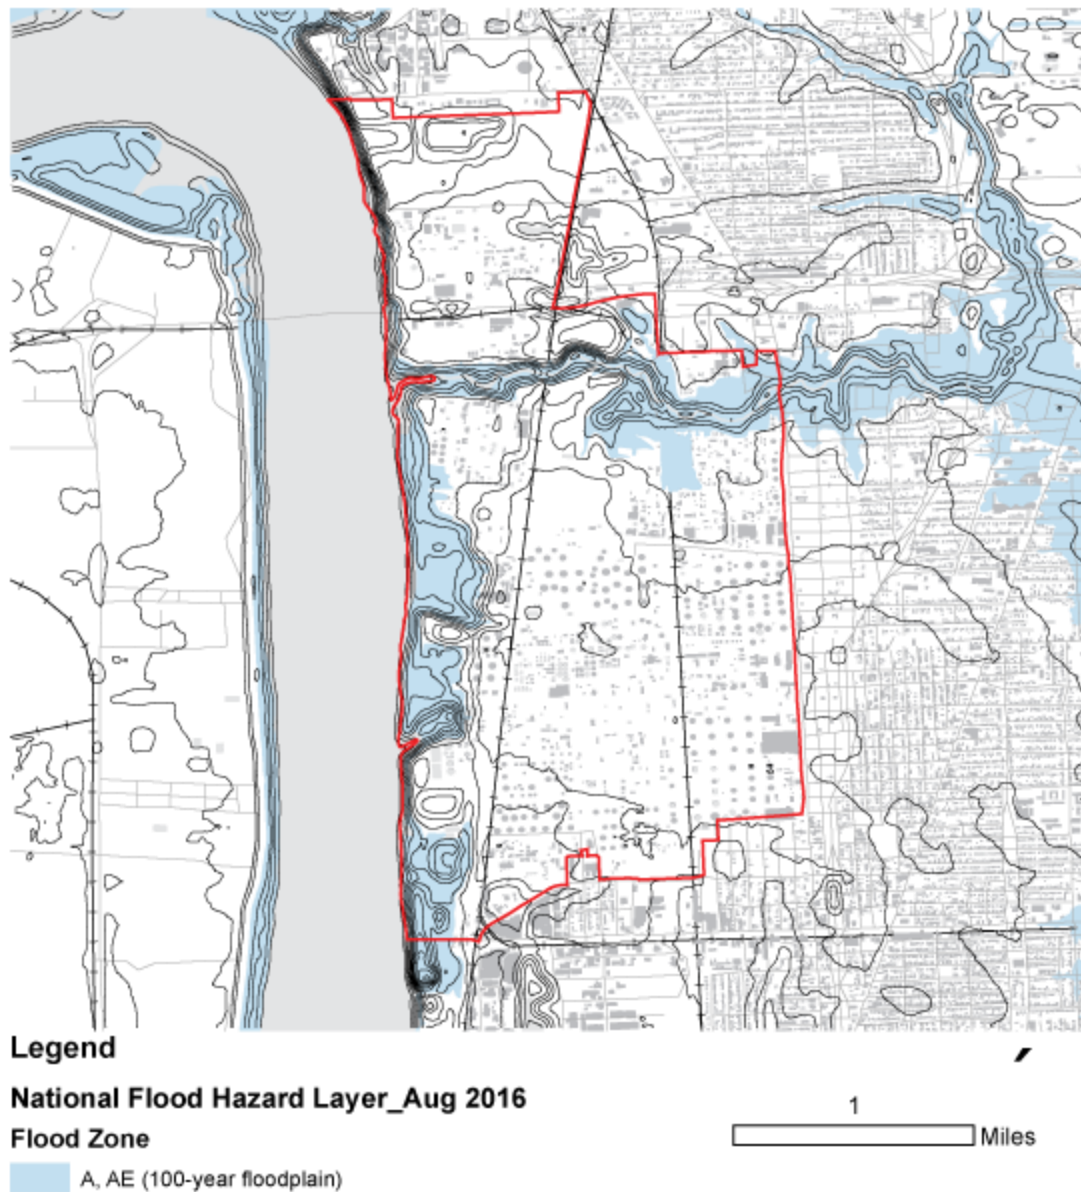 Legend
National Flood Hazard Layer_Aug 2016
1
Flood Zone
Miles
A, AE (100-year floodplain)